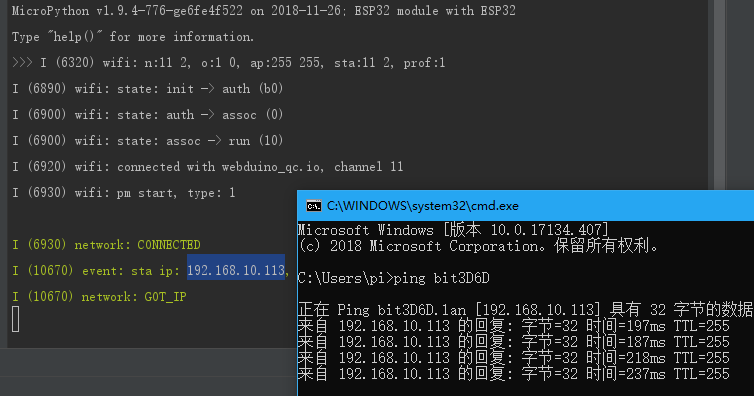 MicroPython v1.9.4-776-ge6fe4f522 on 2018-11-26; ESP32 module with ESP32
Type "help()" for more information.
>>> I (6320) wifi: n:11 2, o:1 0, ap:255 255, sta:11 2, prof:1
I (6890) wifi: state: init -> auth (b0)
I (6900) wifi: state: auth -> assoc (0)
I (6900) wifi: state: assoc -> run (10)
I (6920) wifi: connected with webduino_qc.io, channel 11
I (6930) wifi: pm start, type: 1
I (6930) network: CONNECTED
I (10670) event: sta ip: 192.168.10.113,
I (10670) network: GOT_IP
C:\WINDOWS\system32\cmd.exe
Microsoft Windows [版本 10.0.17134.407]
(c) 2018 Microsoft Corporation。保留所有权利。
C:\Users\pi>ping bit3D6D
正在 Ping bit3D6D.lan [192.168.10.113] 具有 32 字节的数据
来自 192.168.10.113 的回复: 字节=32 时间=197ms TTL=255
来自 192.168.10.113 的回复: 字节=32 时间=187ms TTL=255
来自 192.168.10.113 的回复: 字节=32 时间=218ms TTL=255
来自 192.168.10.113 的回复: 字节=32 时间=237ms TTL=255